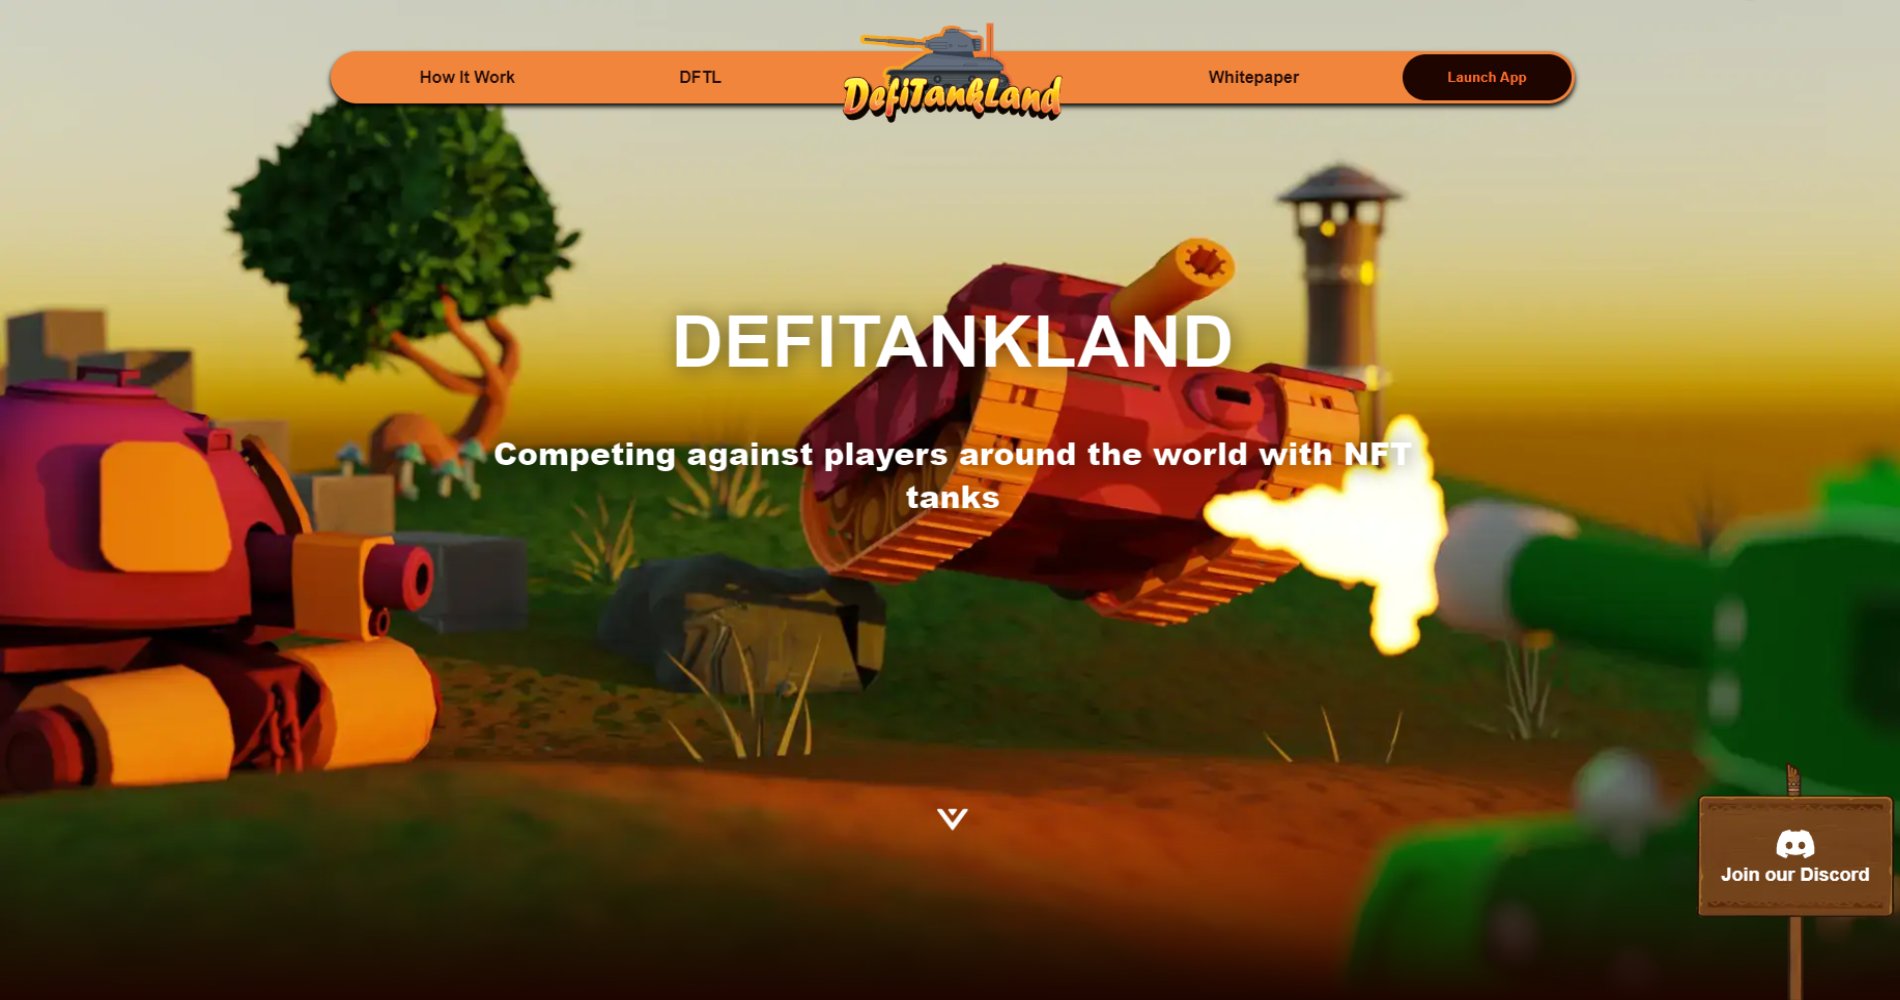 How It Work
DFTL
DefiTankLand
Whitepaper
Launch App
DEFITANKLAND
Competing against players around the world with NFT
tanks
Join our Discord